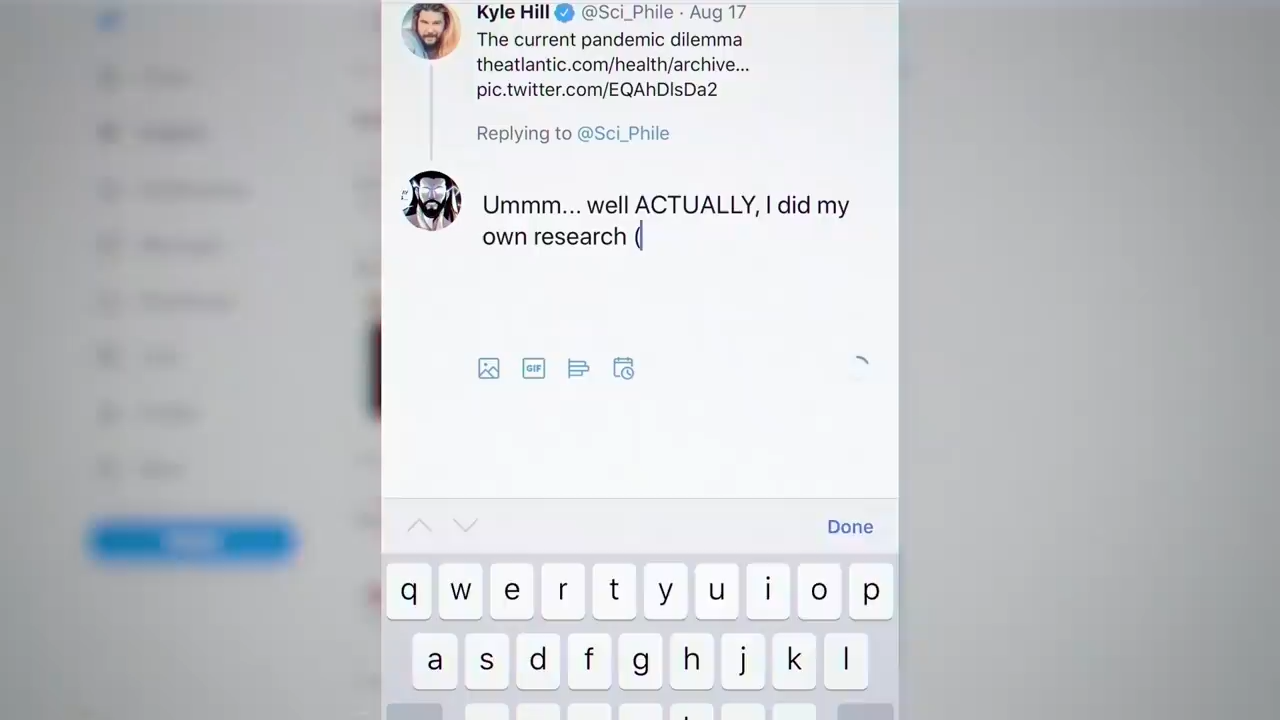 Kyle Hill @Sci_Phile · Aug 17
The current pandemic dilemma
theatlantic.com/health/archive...
pic.twitter.com/EQAhDlsDa2
Replying to @Sci_Phile
Ummm... well ACTUALLY, I did my
own research (
GIF
Done
q w e r t y u i o p
a s d f g h j k l